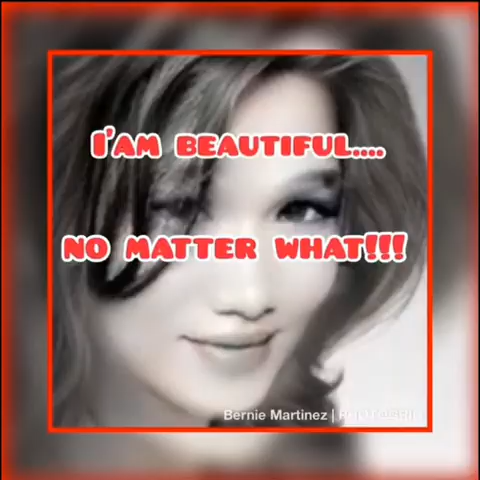 I'AM BEAUTIFUL....
NO MATTER WHAT!!!
Bernie Martinez |